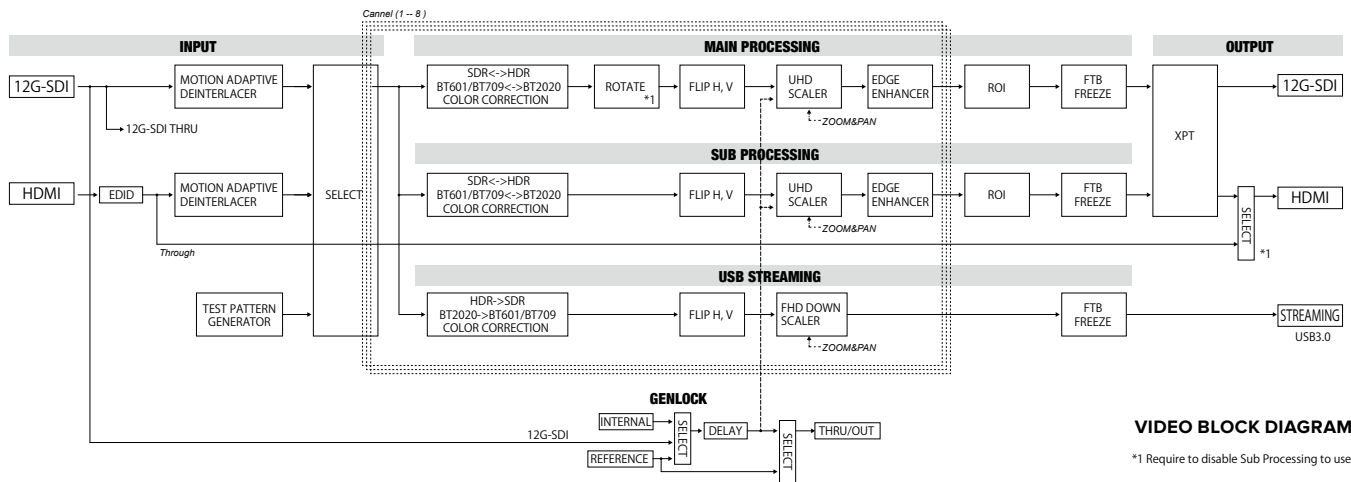 Cannel (1 -- 8 )
INPUT
MAIN PROCESSING
OUTPUT
12G-SDI
MOTION ADAPTIVE
DEINTERLACER
12G-SDI THRU
SELECT
SDR<->HDR
BT601/BT709<->BT2020
COLOR CORRECTION
ROTATE
*1
FLIP H, V
UHD
SCALER
ZOOM&PAN
EDGE
ENHANCER
ROI
FTB
FREEZE
XPT
12G-SDI
SUB PROCESSING
HDMI
EDID
MOTION ADAPTIVE
DEINTERLACER
Through
SDR<->HDR
BT601/BT709<->BT2020
COLOR CORRECTION
FLIP H, V
UHD
SCALER
ZOOM&PAN
EDGE
ENHANCER
ROI
FTB
FREEZE
SELECT
*1
HDMI
USB STREAMING
TEST PATTERN
GENERATOR
HDR->SDR
BT2020->BT601/BT709
COLOR CORRECTION
FLIP H, V
FHD DOWN
SCALER
ZOOM&PAN
FTB
FREEZE
STREAMING
USB3.0
GENLOCK
12G-SDI
INTERNAL
REFERENCE
SELECT
DELAY
SELECT
THRU/OUT
VIDEO BLOCK DIAGRAM
*1 Require to disable Sub Processing to use